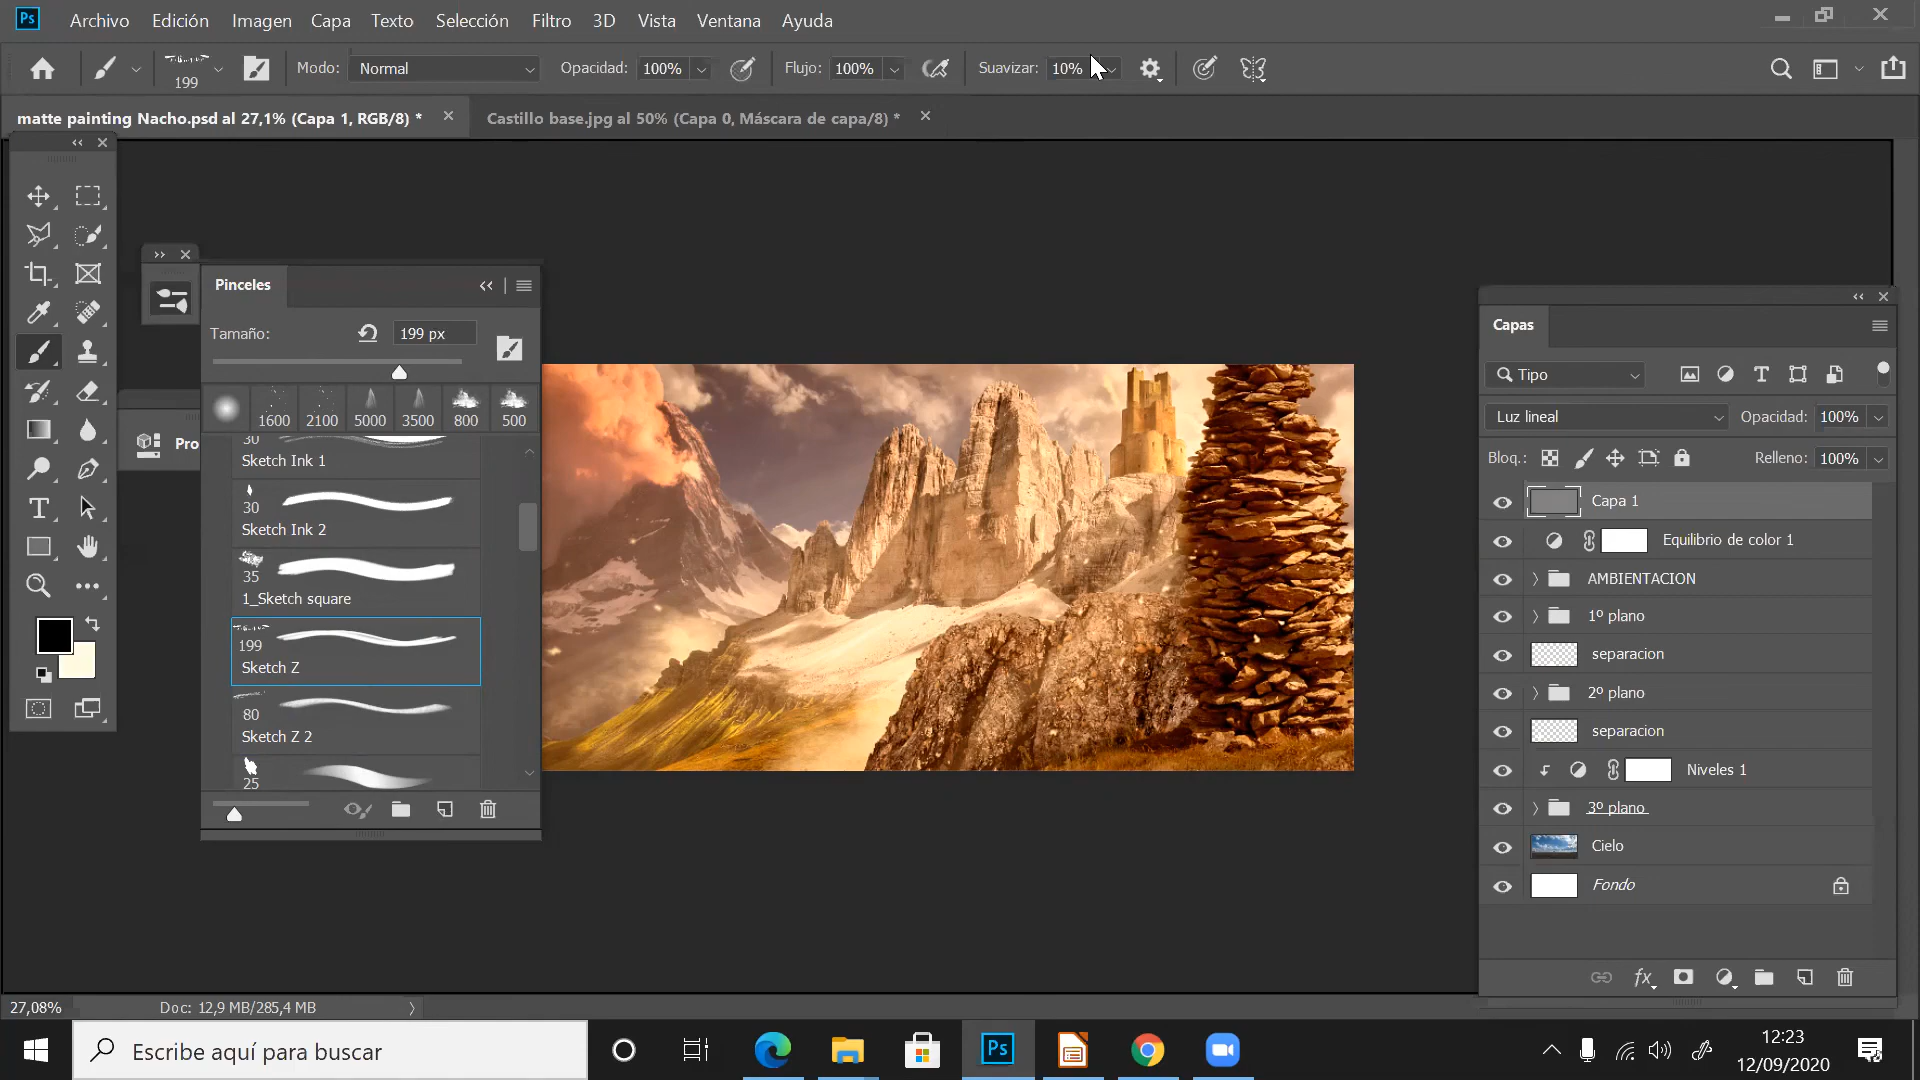 Ps Archivo Edición Imagen Capa Texto Selección Filtro 3D Vista Ventana Ayuda
199 Modo: Normal Opacidad: 100% Flujo: 100% Suavizar: 10%
matte painting Nacho.psd al 27,1% (Capa 1, RGB/8) * Castillo base.jpg al 50% (Capa 0, Máscara de capa/8) *
Pinceles
Tamaño: 199 px
1600 2100 5000 3500 800 500
30
Sketch Ink 1
30
Sketch Ink 2
35
1_Sketch square
199
Sketch Z
80
Sketch Z 2
25
Pro
T
Capas
Tipo
Luz lineal Opacidad: 100%
Bloq.: Relleno: 100%
Capa 1
Equilibrio de color 1
AMBIENTACION
1º plano
separacion
2º plano
separacion
Niveles 1
3º plano
Cielo
Fondo
fx
27,08% Doc: 12,9 MB/285,4 MB
Escribe aquí para buscar
Ps
12:23
12/09/2020